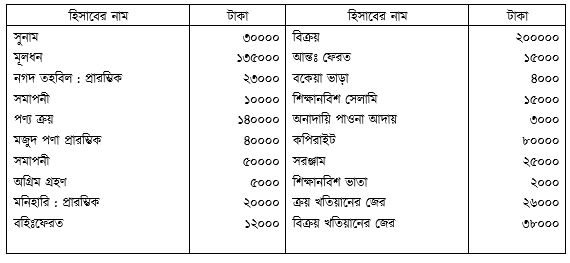 হিসাবের নাম টাকা হিসাবের নাম টাকা
সুনাম ৩০০০০ বিক্রয় ২০০০০০
মূলধন ১৩৫০০০ আন্তঃ ফেরত ১৫০০০
নগদ তহবিল : প্রারম্ভিক ২৩০০০ বকেয়া ভাড়া ৪০০০
সমাপনী ১০০০০ শিক্ষানবিশ সেলামি ১৫০০০
পণ্য ক্রয় ১৪০০০০ অনাদায়ি পাওনা আদায় ৩০০০
মজুদ পণা প্রারম্ভিক ৪০০০০ কপিরাইট ৮০০০০
সমাপনী ৫০০০০ সরঞ্জাম ২৫০০০
অগ্রিম গ্রহণ ৫০০০ শিক্ষানবিশ ভাতা ২০০০
মনিহারি : প্রারম্ভিক ২০০০০ ক্রয় খতিয়ানের জের ২৬০০০
বহিঃফেরত ১২০০০ বিক্রয় খতিয়ানের জের ৩৮০০০